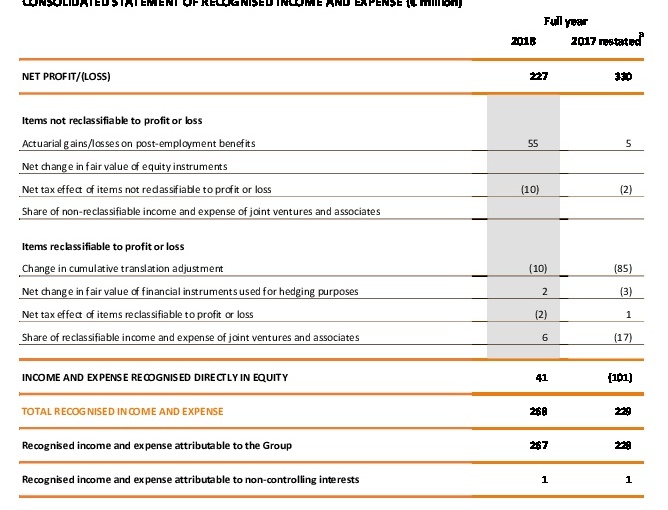 CONSOLIDATED STATEMENT OF RECOGNISED INCOME AND EXPENSE (€ million)
Full year
2018 2017 restatedª
NET PROFIT/(LOSS) 227 330
Items not reclassifiable to profit or loss
Actuarial gains/losses on post-employment benefits 55 5
Net change in fair value of equity instruments
Net tax effect of items not reclassifiable to profit or loss (10) (2)
Share of non-reclassifiable income and expense of joint ventures and associates
Items reclassifiable to profit or loss
Change in cumulative translation adjustment (10) (85)
Net change in fair value of financial instruments used for hedging purposes 2 (3)
Net tax effect of items reclassifiable to profit or loss (2) 1
Share of reclassifiable income and expense of joint ventures and associates 6 (17)
INCOME AND EXPENSE RECOGNISED DIRECTLY IN EQUITY 41 (101)
TOTAL RECOGNISED INCOME AND EXPENSE 268 229
Recognised income and expense attributable to the Group 267 228
Recognised income and expense attributable to non-controlling interests 1 1